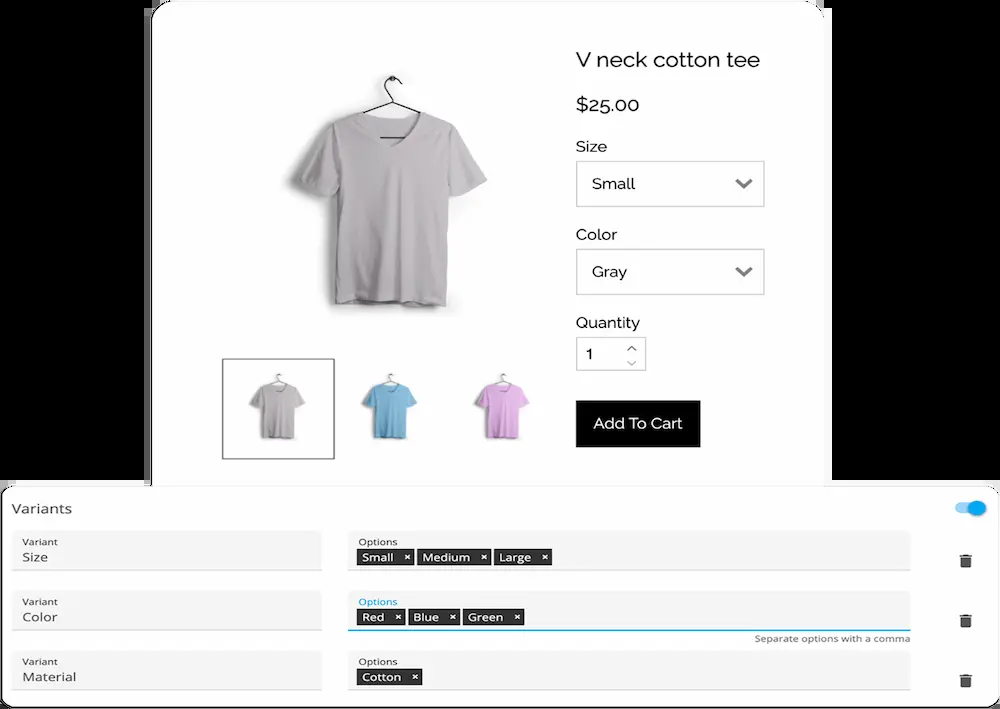 V neck cotton tee
$25.00
Size
Small
Color
Gray
Quantity
1
Add To Cart
Variants
Variant
Size
Options
Small × Medium × Large ×
Variant
Color
Options
Red × Blue × Green ×
Separate options with a comma
Variant
Material
Options
Cotton ×